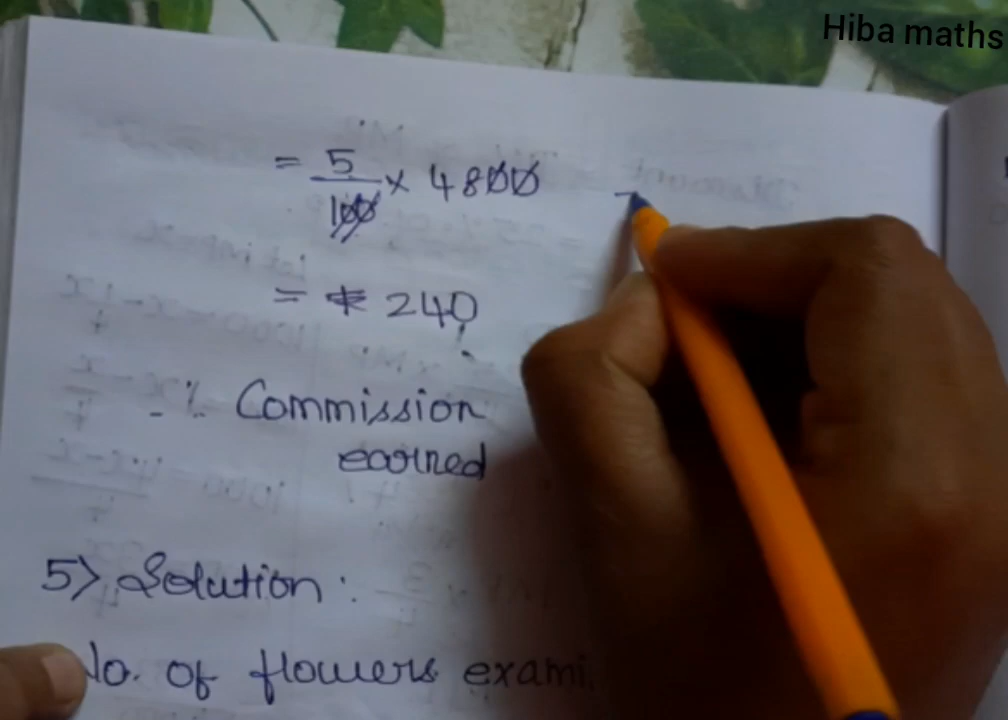 Hiba maths
= 5/100 × 4800
= ₹ 240
∴ Commission
earned
5) Solution :
No. of flowers exami